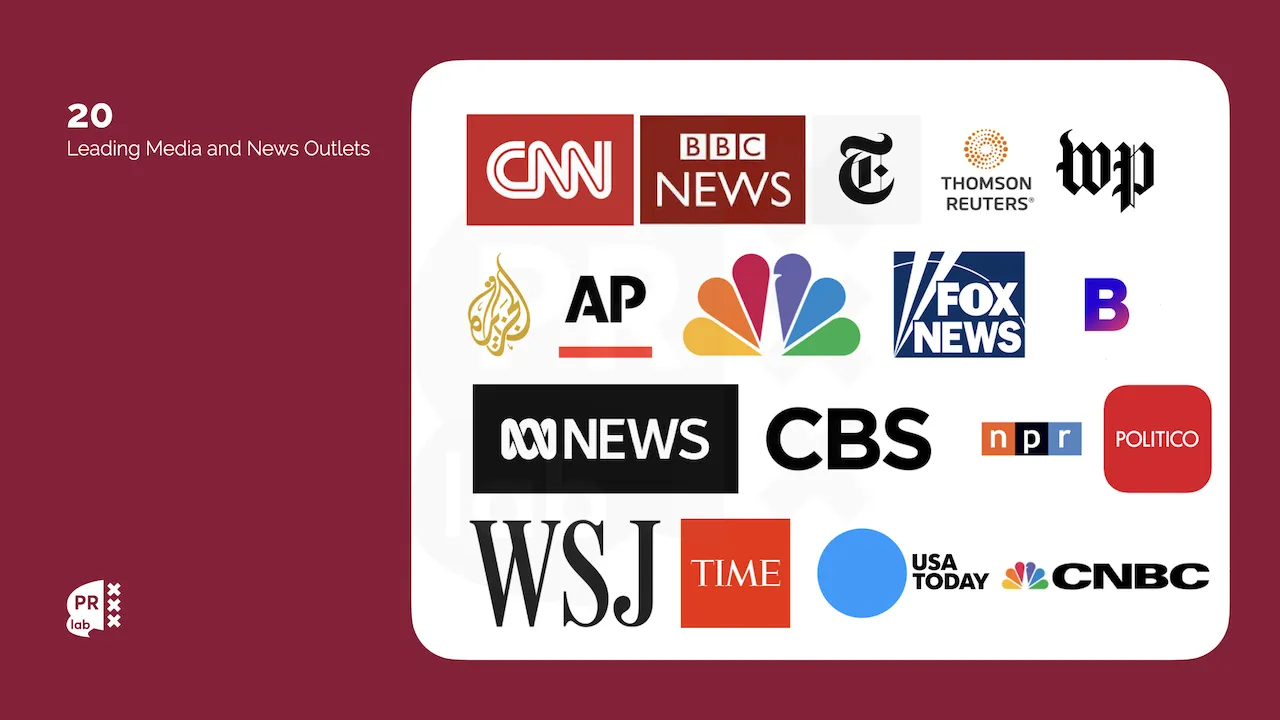 20
Leading Media and News Outlets
CNN
BBC
NEWS
T
THOMSON
REUTERS®
wp
الجزيرة
AP
FOX
NEWS
B
NEWS
CBS
npr
POLITICO
WSJ
TIME
USA
TODAY
CNBC
PR
lab